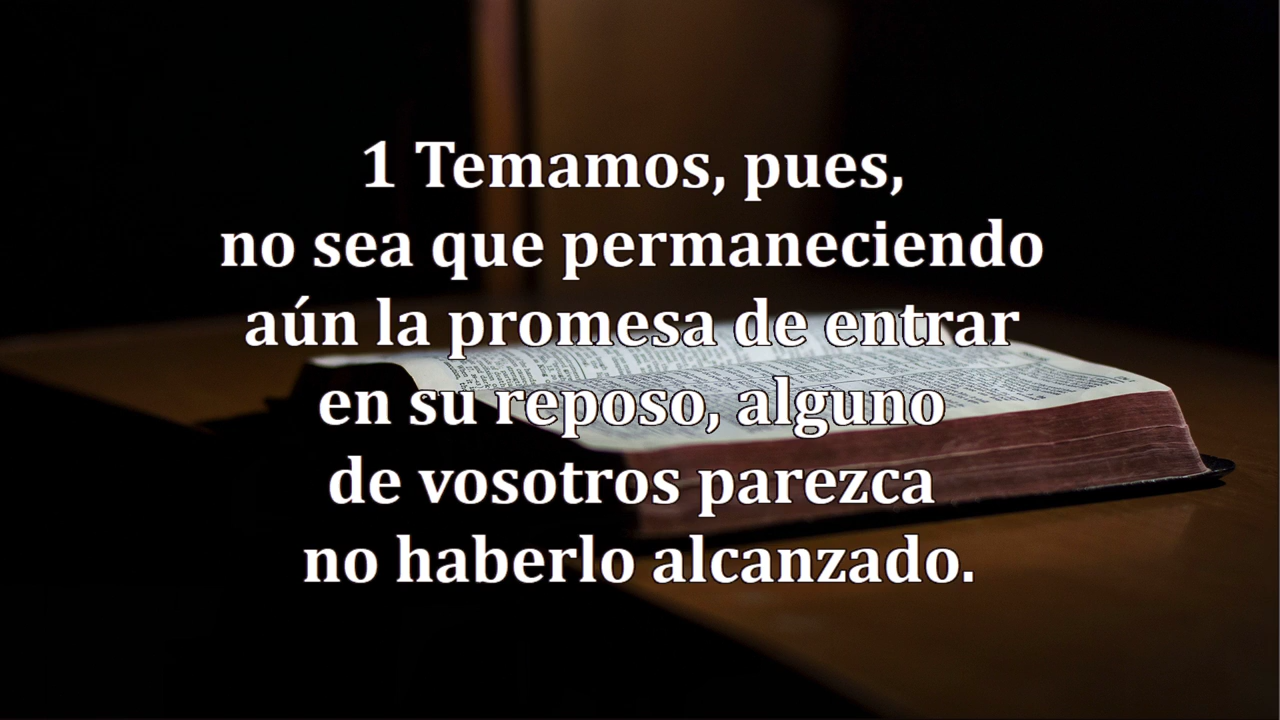 1 Temamos, pues,
no sea que permaneciendo
aún la promesa de entrar
en su reposo, alguno
de vosotros parezca
no haberlo alcanzado.